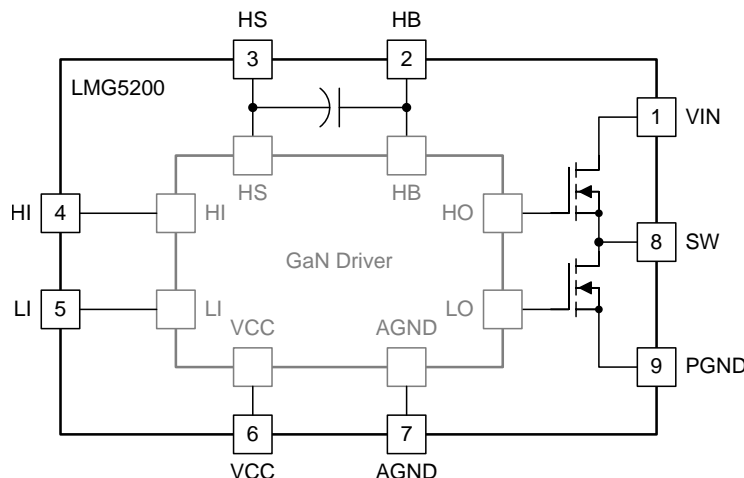 HS HB
3 2
LMG5200
1 VIN
HS HB
HI 4 HI HO
8 SW
GaN Driver
LI 5 LI LO
VCC AGND
9 PGND
6 7
VCC AGND